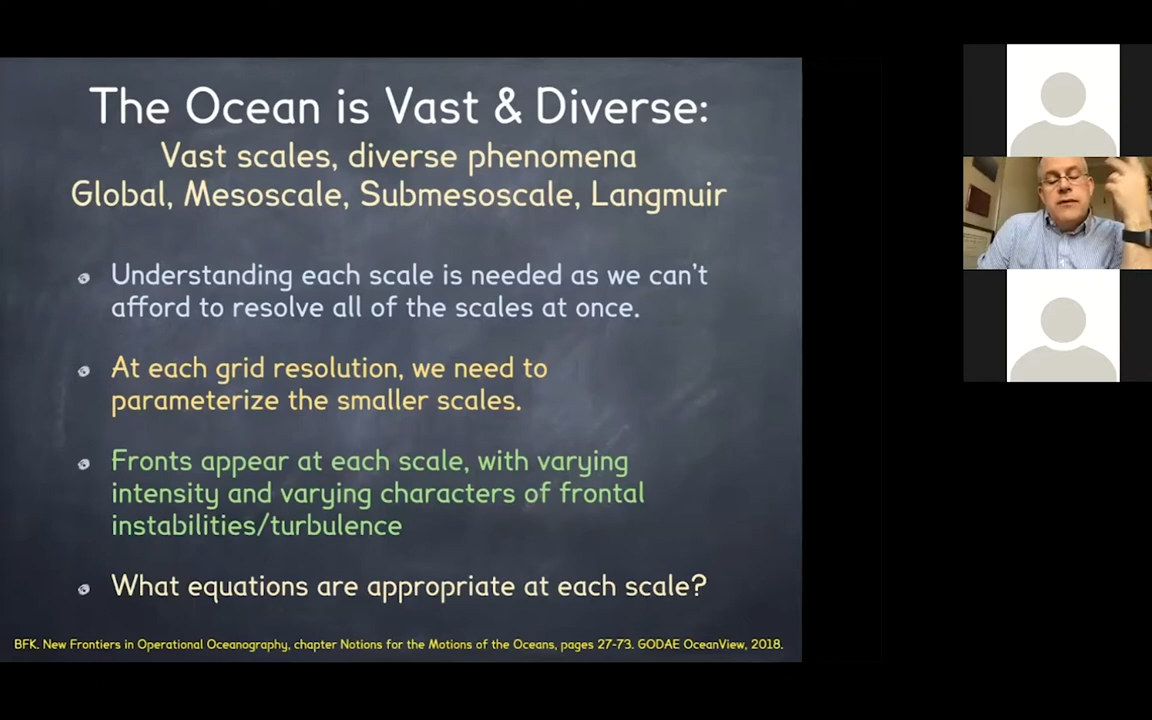 The Ocean is Vast & Diverse:
Vast scales, diverse phenomena
Global, Mesoscale, Submesoscale, Langmuir
Understanding each scale is needed as we can't
afford to resolve all of the scales at once.
At each grid resolution, we need to
parameterize the smaller scales.
Fronts appear at each scale, with varying
intensity and varying characters of frontal
instabilities/turbulence
What equations are appropriate at each scale?
BFK. New Frontiers in Operational Oceanography, chapter Notions for the Motions of the Oceans, pages 27-73. GODAE OceanView, 2018.